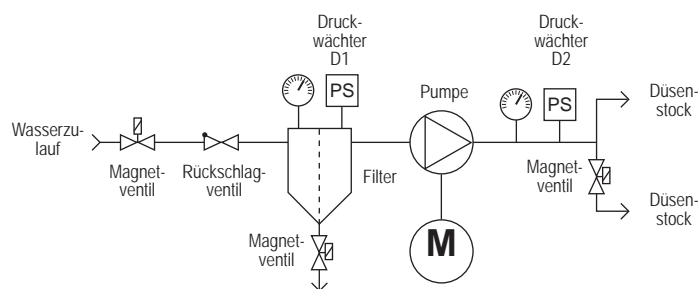 Druck-
wächter
D1
PS
Pumpe
Druck-
wächter
D2
PS
Düsen-
stock
Wasserzu-
lauf
Magnet-
ventil
Rückschlag-
ventil
Filter
Magnet-
ventil
M
Magnet-
ventil
Düsen-
stock